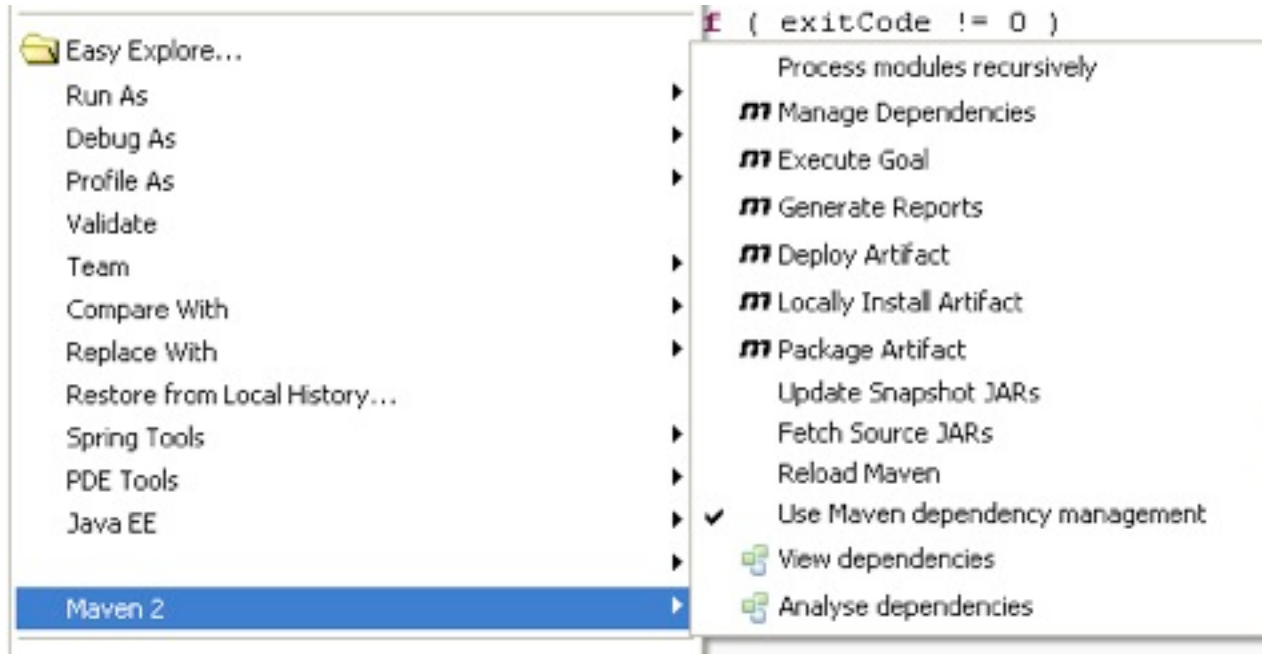 f ( exitCode != 0 )
Easy Explore...
Run As
Debug As
Profile As
Validate
Team
Compare With
Replace With
Restore from Local History...
Spring Tools
PDE Tools
Java EE
Maven 2
Process modules recursively
m Manage Dependencies
m Execute Goal
m Generate Reports
m Deploy Artifact
m Locally Install Artifact
m Package Artifact
Update Snapshot JARs
Fetch Source JARs
Reload Maven
Use Maven dependency management
View dependencies
Analyse dependencies